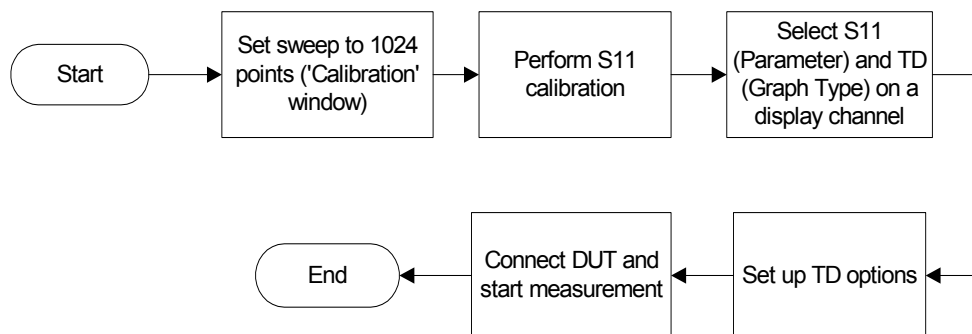 Start
Set sweep to 1024
points ('Calibration'
window)
Perform S11
calibration
Select S11
(Parameter) and TD
(Graph Type) on a
display channel
Set up TD options
Connect DUT and
start measurement
End